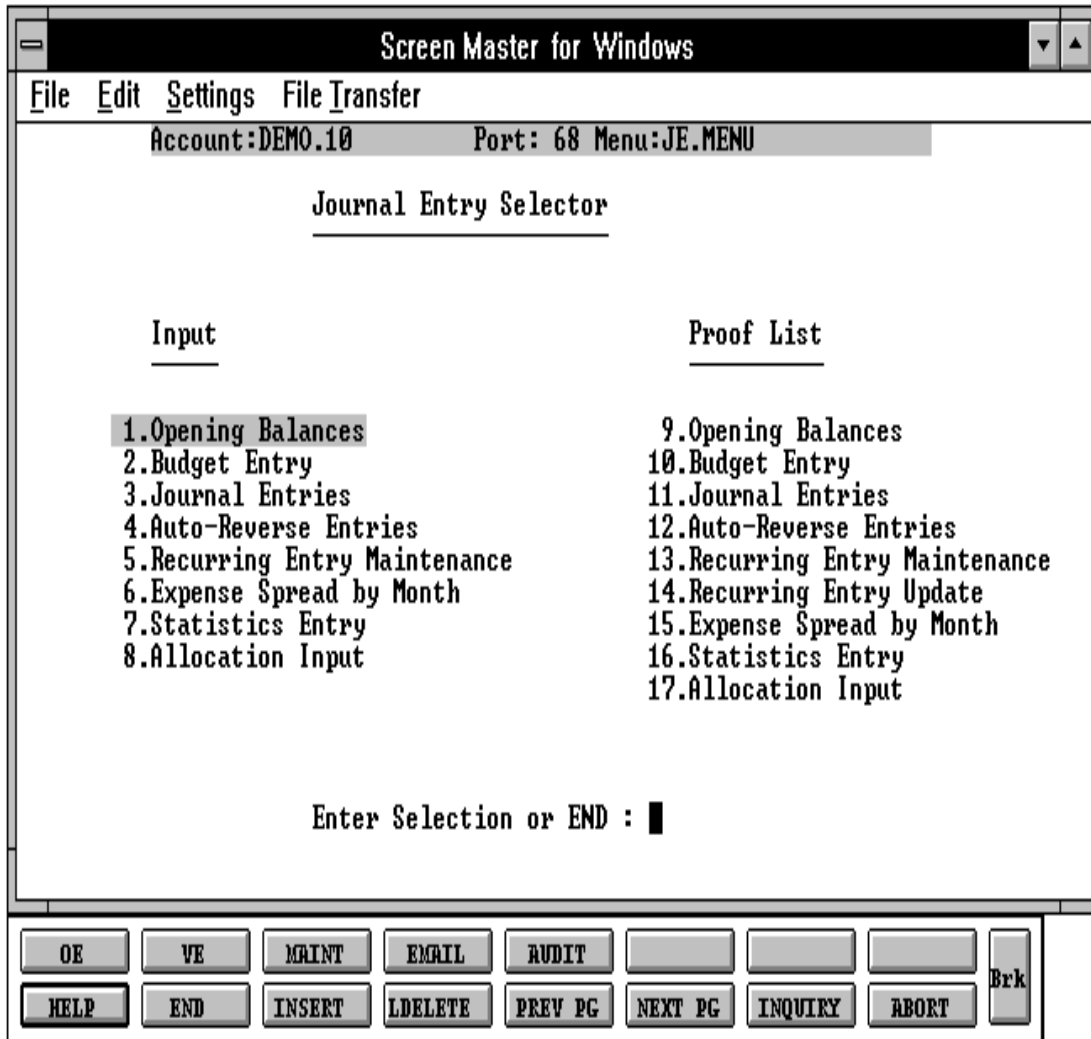 Screen Master for Windows
File Edit Settings File Transfer
Account:DEMO.10 Port: 68 Menu:JE.MENU
Journal Entry Selector
Input
1.Opening Balances
2.Budget Entry
3.Journal Entries
4.Auto-Reverse Entries
5.Recurring Entry Maintenance
6.Expense Spread by Month
7.Statistics Entry
8.Allocation Input
Proof List
9.Opening Balances
10.Budget Entry
11.Journal Entries
12.Auto-Reverse Entries
13.Recurring Entry Maintenance
14.Recurring Entry Update
15.Expense Spread by Month
16.Statistics Entry
17.Allocation Input
Enter Selection or END :
OE VE MAINT EMAIL AUDIT
Brk
HELP END INSERT LDELETE PREV PG NEXT PG INQUIRY ABORT